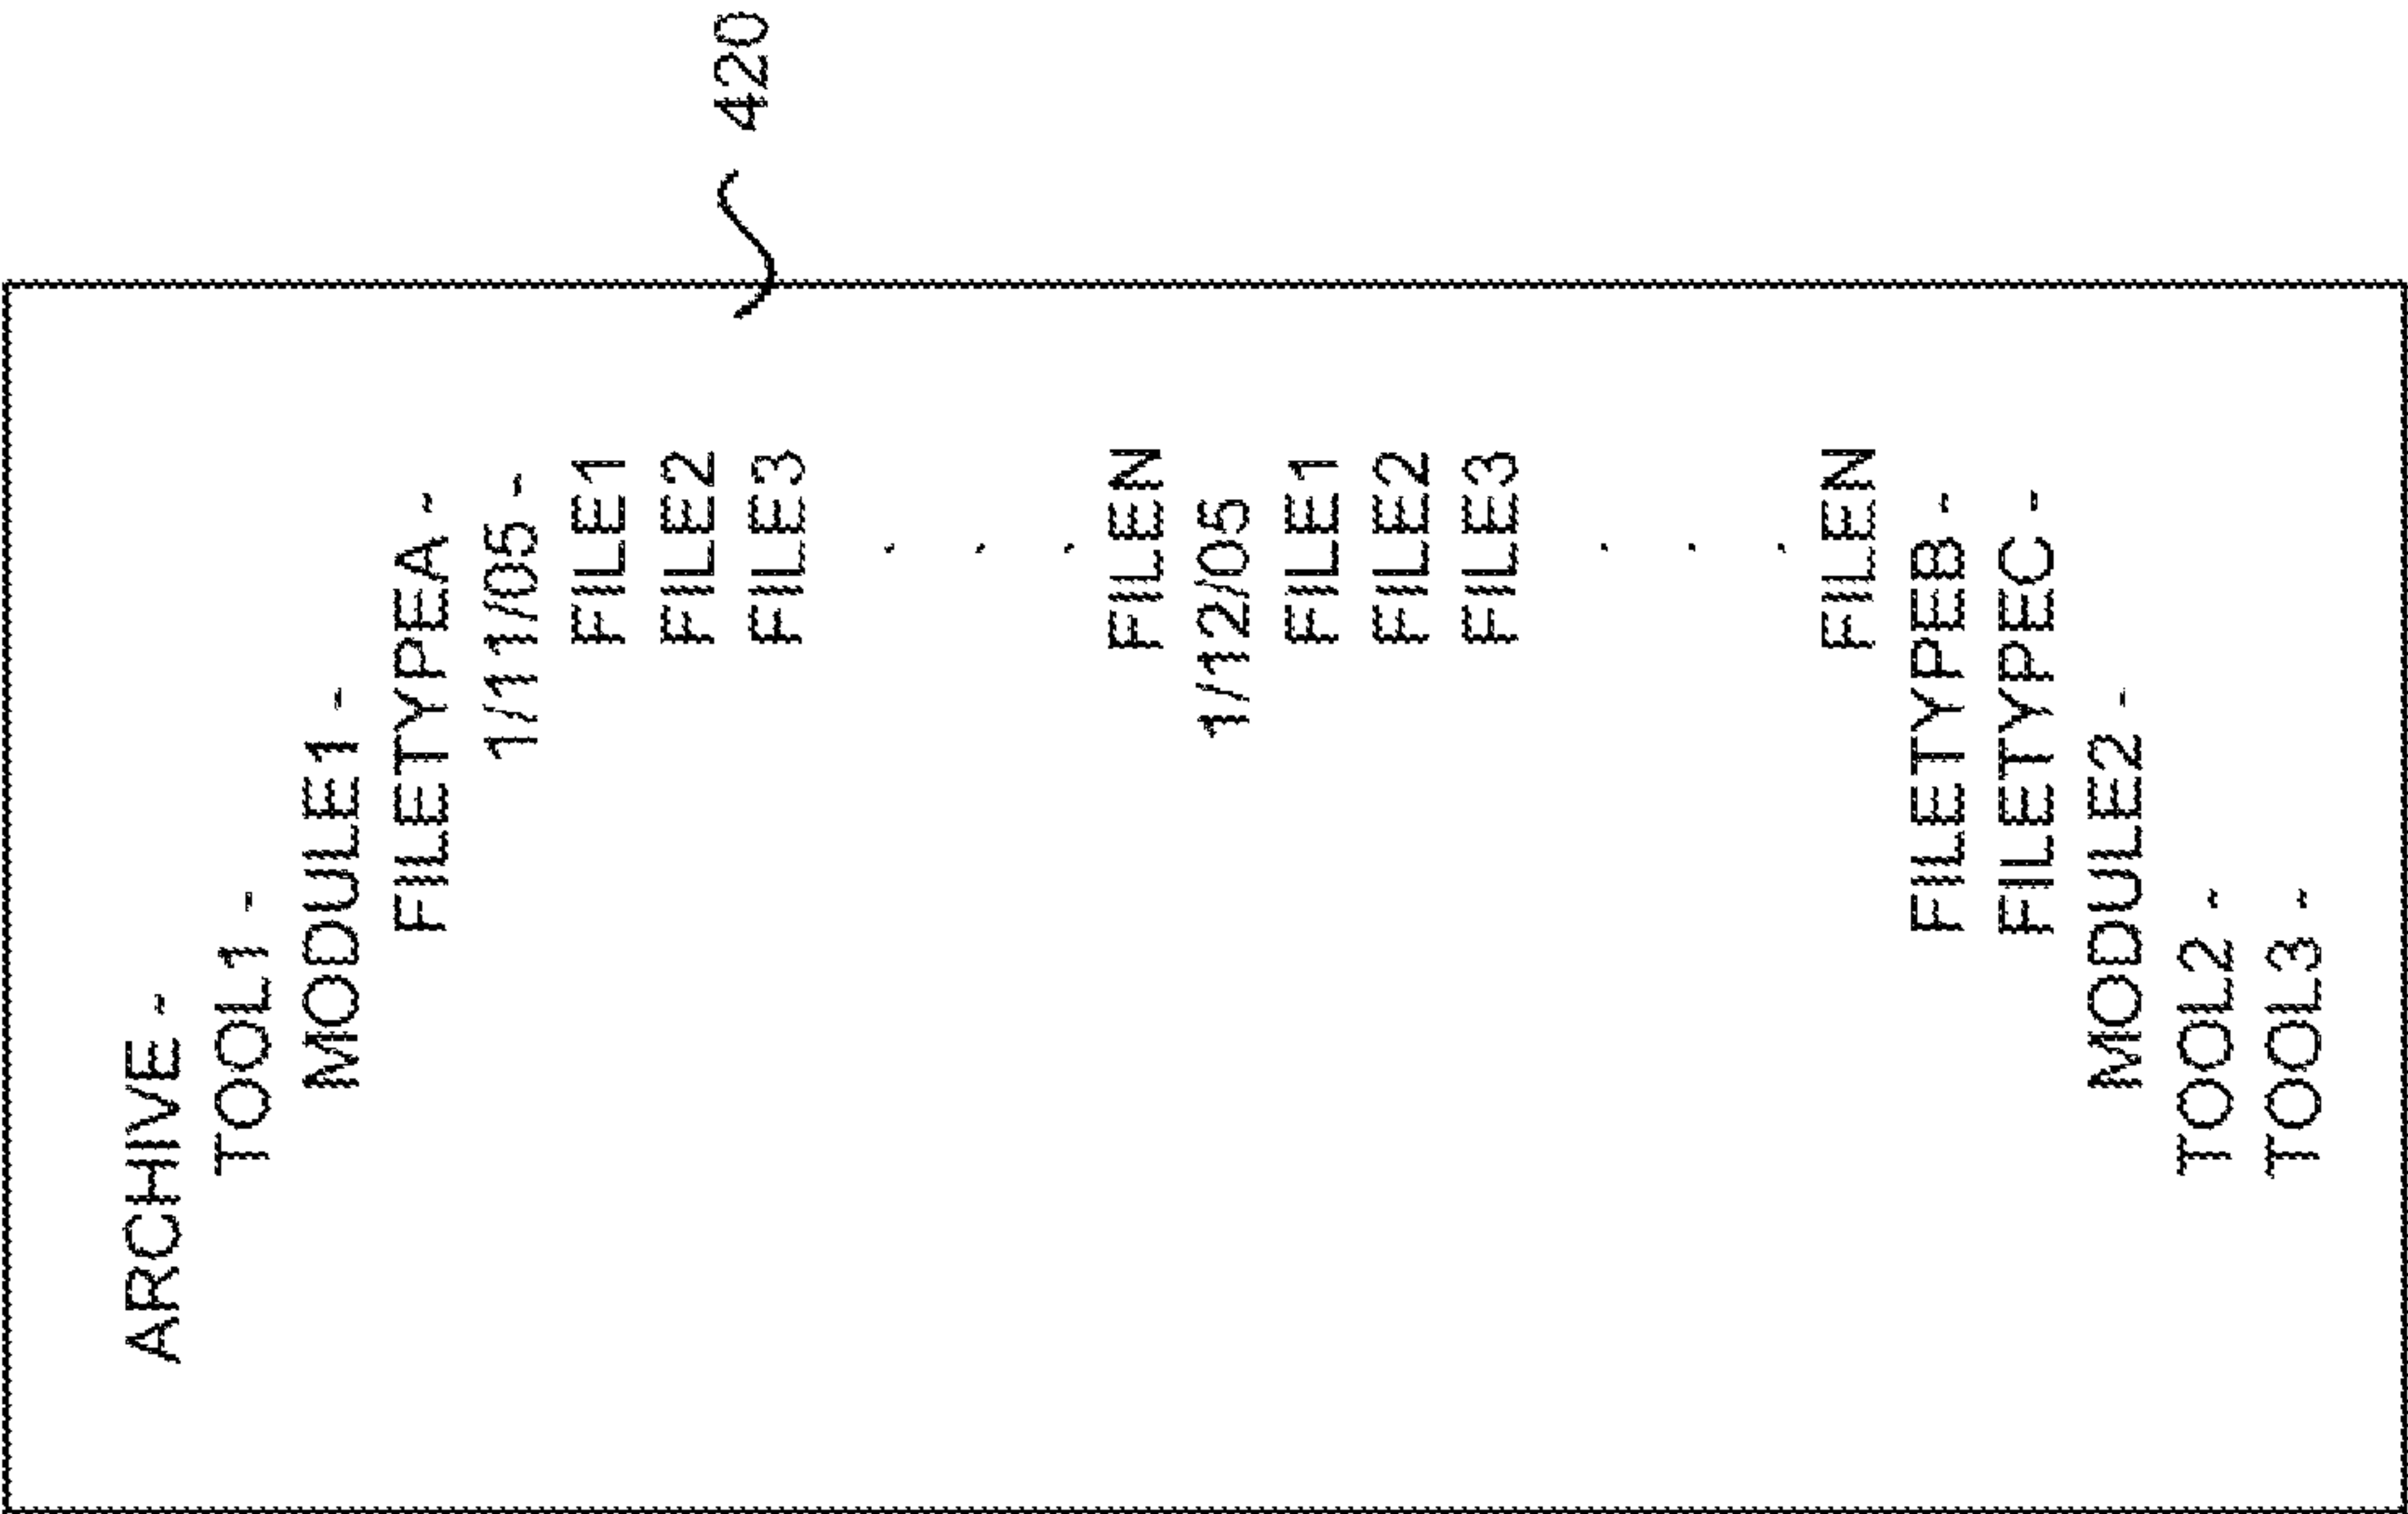 ARCHIVE -
TOOL1 -
MODULE1 -
FILETYPEA -
1/11/05 -
FILE1
FILE2
FILE3
.
.
.
FILEN
1/12/05
FILE1
FILE2
FILE3
.
.
.
FILEN
FILETYPEB -
FILETYPEC -
MODULE2 -
TOOL2 -
TOOL3 -
420